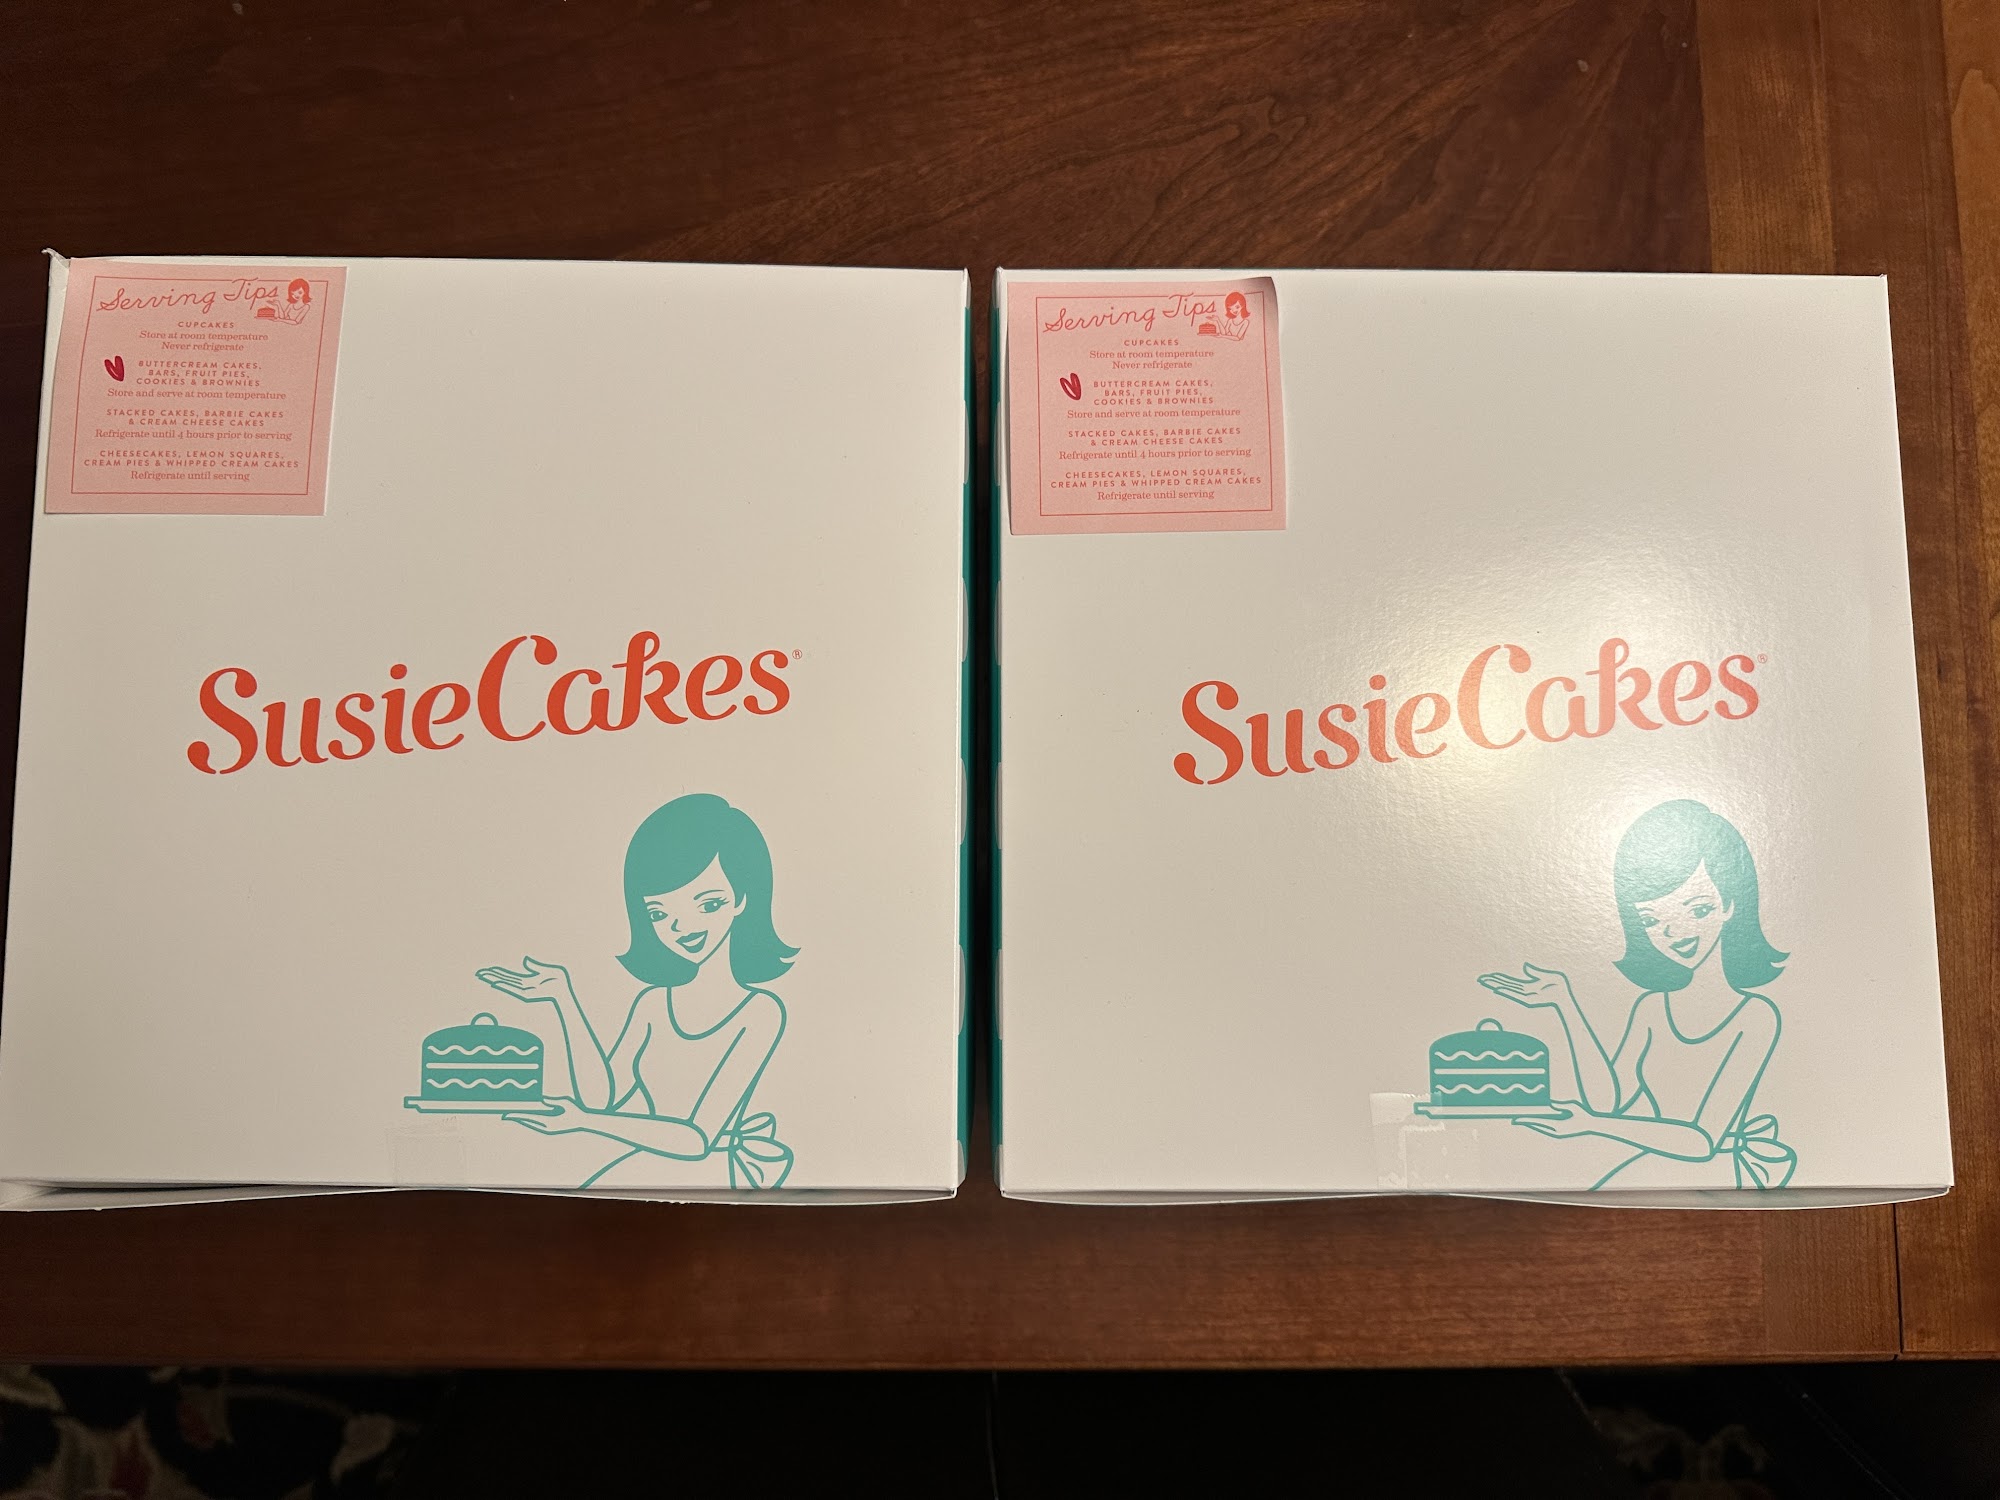 Serving Tips
CUPCAKES
Store at room temperature
Never refrigerate
BUTTERCREAM CAKES,
BARS, FRUIT PIES,
COOKIES & BROWNIES
Store and serve at room temperature
STACKED CAKES, BARBIE CAKES
& CREAM CHEESE CAKES
Refrigerate until 4 hours prior to serving
CHEESECAKES, LEMON SQUARES,
CREAM PIES & WHIPPED CREAM CAKES
Refrigerate until serving
SusieCakes®
Serving Tips
CUPCAKES
Store at room temperature
Never refrigerate
BUTTERCREAM CAKES,
BARS, FRUIT PIES,
COOKIES & BROWNIES
Store and serve at room temperature
STACKED CAKES, BARBIE CAKES
& CREAM CHEESE CAKES
Refrigerate until 4 hours prior to serving
CHEESECAKES, LEMON SQUARES,
CREAM PIES & WHIPPED CREAM CAKES
Refrigerate until serving
SusieCakes®